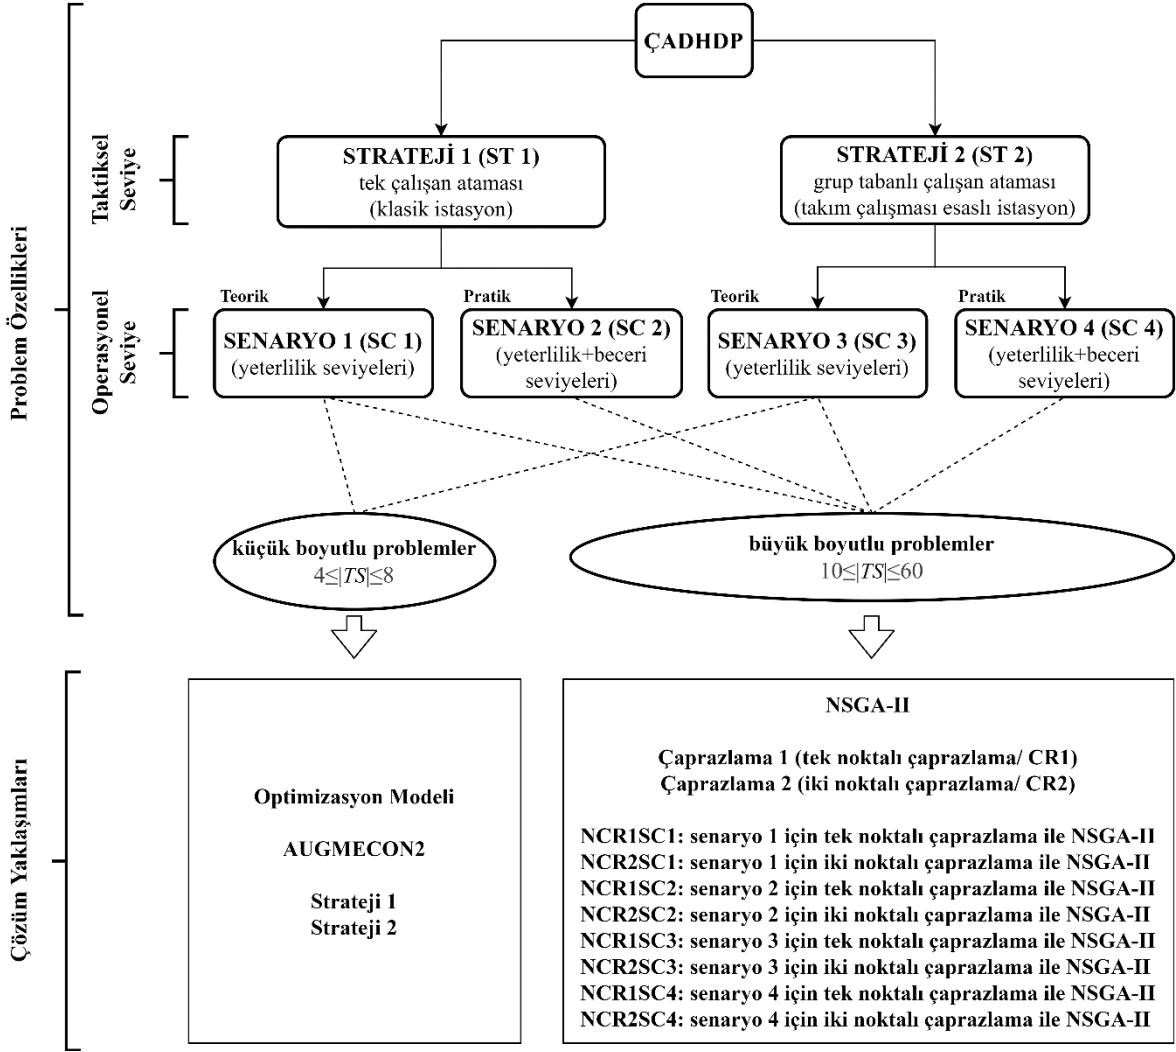 ÇADHDP
Problem Özellikleri
Taktiksel
Seviye
STRATEJİ 1 (ST 1)
tek çalışan ataması
(klasik istasyon)
STRATEJİ 2 (ST 2)
grup tabanlı çalışan ataması
(takım çalışması esaslı istasyon)
Operasyonel
Seviye
Teorik
SENARYO 1 (SC 1)
(yeterlilik seviyeleri)
Pratik
SENARYO 2 (SC 2)
(yeterlilik+beceri
seviyeleri)
Teorik
SENARYO 3 (SC 3)
(yeterlilik seviyeleri)
Pratik
SENARYO 4 (SC 4)
(yeterlilik+beceri
seviyeleri)
küçük boyutlu problemler
4≤|TS|≤8
büyük boyutlu problemler
10≤|TS|≤60
Çözüm Yaklaşımları
Optimizasyon Modeli
AUGMECON2
Strateji 1
Strateji 2
NSGA-II
Çaprazlama 1 (tek noktalı çaprazlama/ CR1)
Çaprazlama 2 (iki noktalı çaprazlama/ CR2)
NCR1SC1: senaryo 1 için tek noktalı çaprazlama ile NSGA-II
NCR2SC1: senaryo 1 için iki noktalı çaprazlama ile NSGA-II
NCR1SC2: senaryo 2 için tek noktalı çaprazlama ile NSGA-II
NCR2SC2: senaryo 2 için iki noktalı çaprazlama ile NSGA-II
NCR1SC3: senaryo 3 için tek noktalı çaprazlama ile NSGA-II
NCR2SC3: senaryo 3 için iki noktalı çaprazlama ile NSGA-II
NCR1SC4: senaryo 4 için tek noktalı çaprazlama ile NSGA-II
NCR2SC4: senaryo 4 için iki noktalı çaprazlama ile NSGA-II